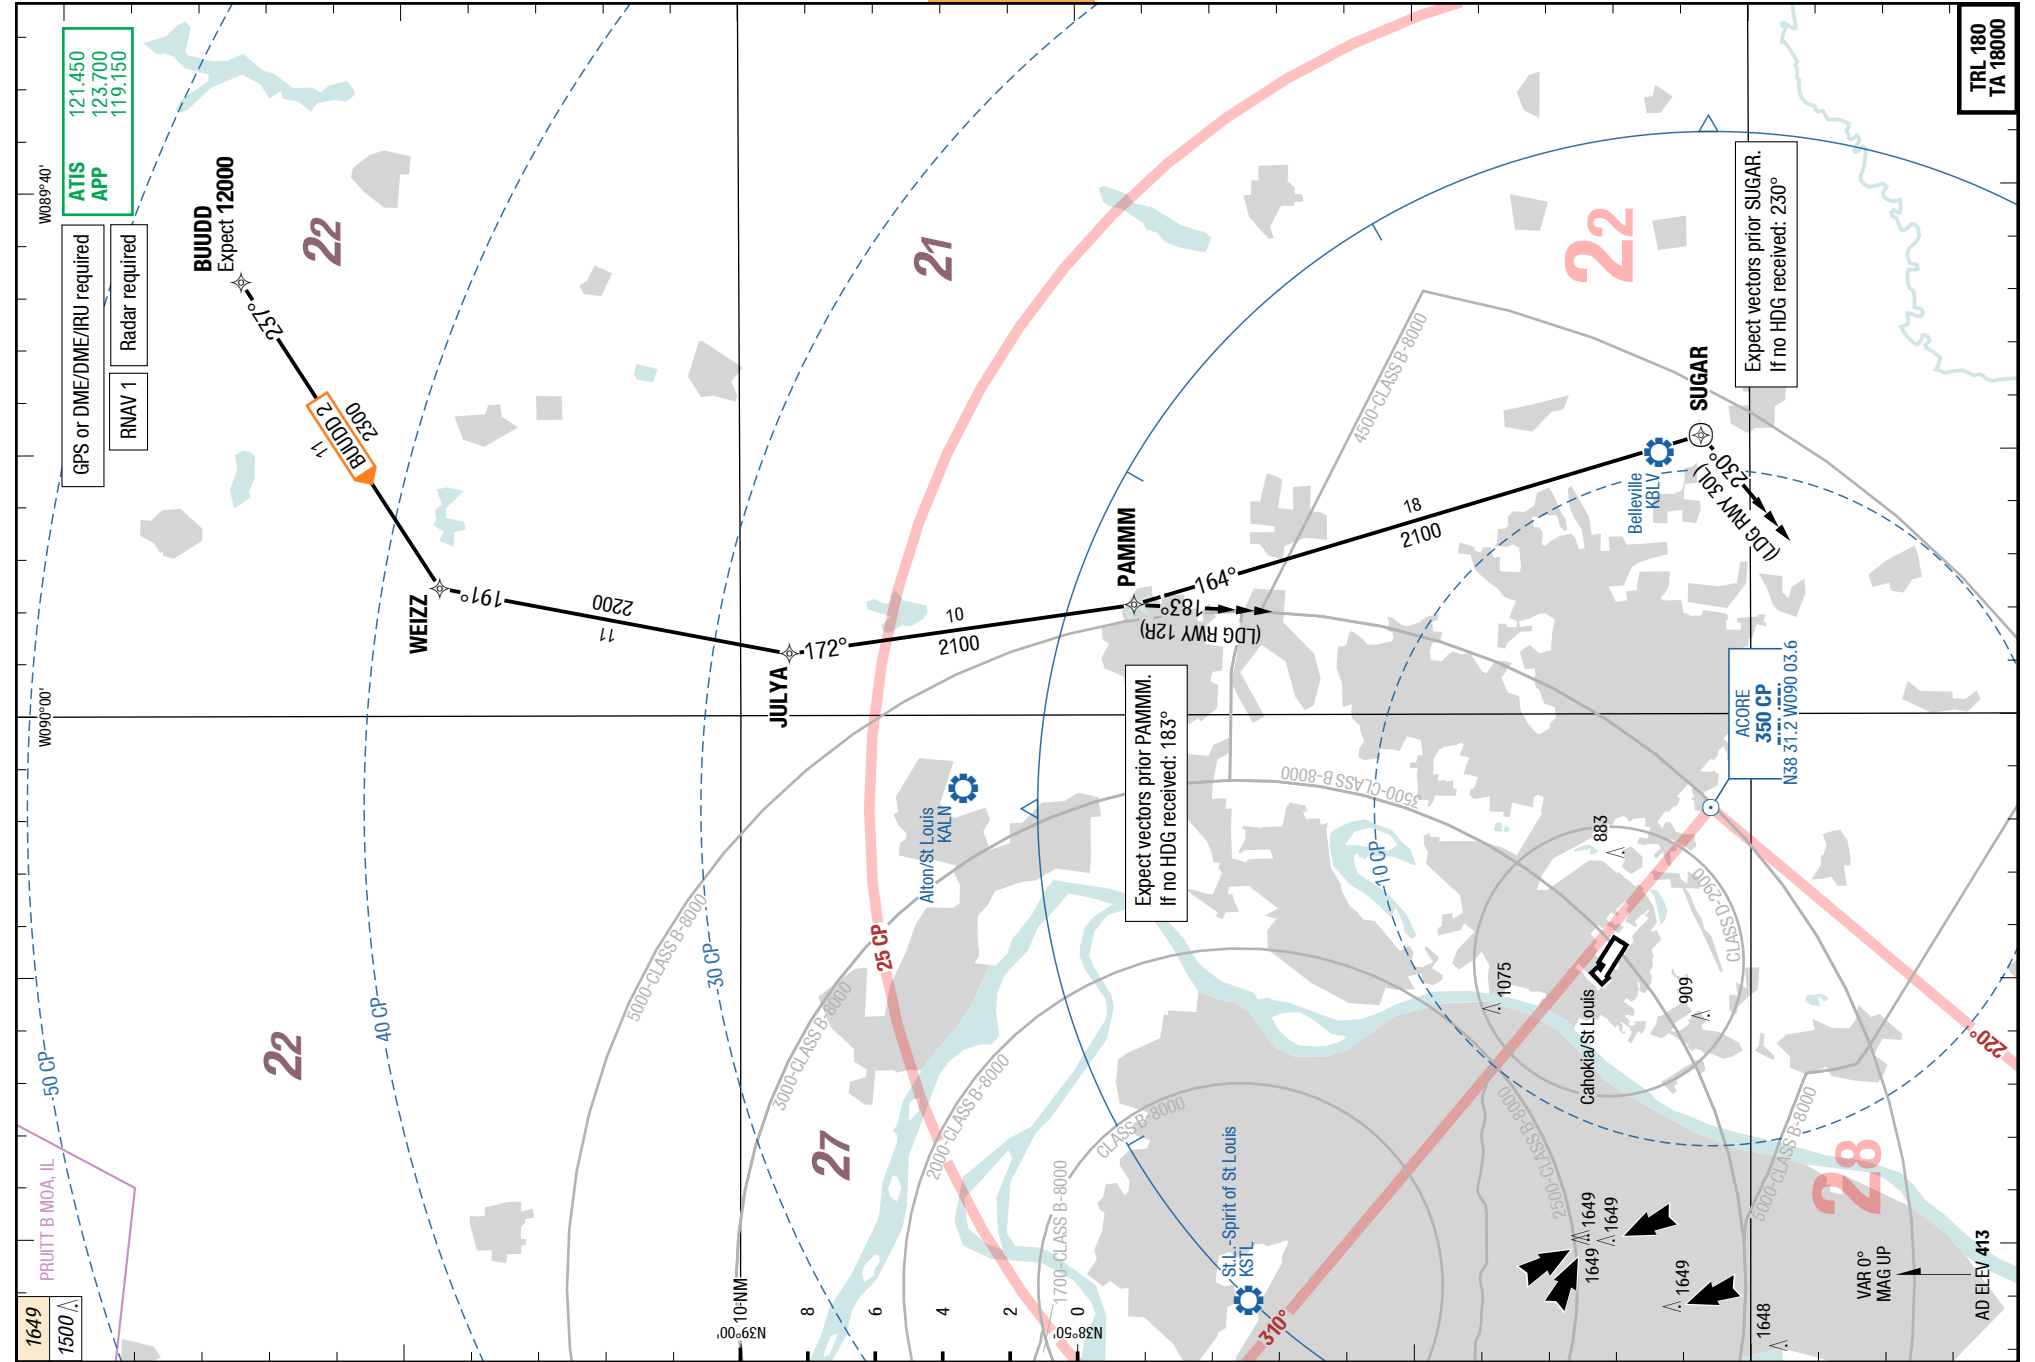 1649
1500
PRUITT B MOA, IL
GPS or DME/DME/IRU required
RNAV 1
Radar required
ATIS 121.450
APP 123.700
119.150
W089°40'
W090°00'
BUUDD
Expect 12000
237°
11
BUUDD 2
2300
WEIZZ
191°
11
2200
JULYA
172°
10
2100
PAMMM
183°
(LDG RWY 12R)
164°
18
2100
SUGAR
230°
(LDG RWY 30L)
Expect vectors prior PAMMM.
If no HDG received: 183°
Expect vectors prior SUGAR.
If no HDG received: 230°
22
22
21
27
22
28
50 CP
40 CP
30 CP
25 CP
10 CP
5000-CLASS B-8000
3000-CLASS B-8000
2000-CLASS B-8000
CLASS B-8000
1700-CLASS B-8000
4500-CLASS B-8000
3500-CLASS B-8000
2500-CLASS B-8000
5000-CLASS B-8000
CLASS D-2900
Alton/St Louis
KALN
Belleville
KBLV
St.L.-Spirit of St Louis
KSTL
Cahokia/St Louis
ACORE
350 CP
N38 31.2 W090 03.6
883
1075
909
1649
1649
1649
1649
1648
310°
220°
N39°00'
N38°50'
10 NM
8
6
4
2
0
VAR 0°
MAG UP
AD ELEV 413
TRL 180
TA 18000